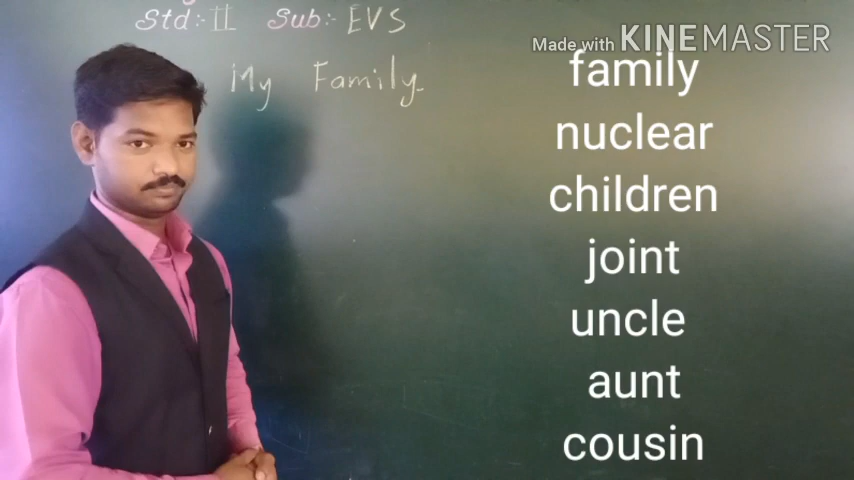 Std:- II Sub:- EVS
My Family.
Made with KINEMASTER
family
nuclear
children
joint
uncle
aunt
cousin